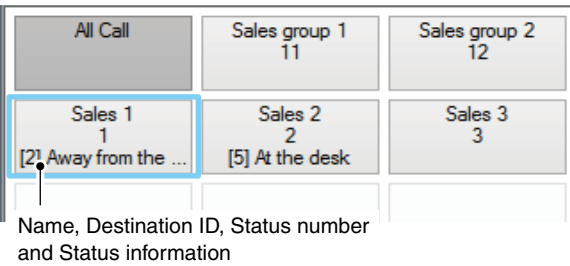 All Call
Sales group 1
11
Sales group 2
12
Sales 1
1
[2] Away from the ...
Sales 2
2
[5] At the desk
Sales 3
3
Name, Destination ID, Status number
and Status information